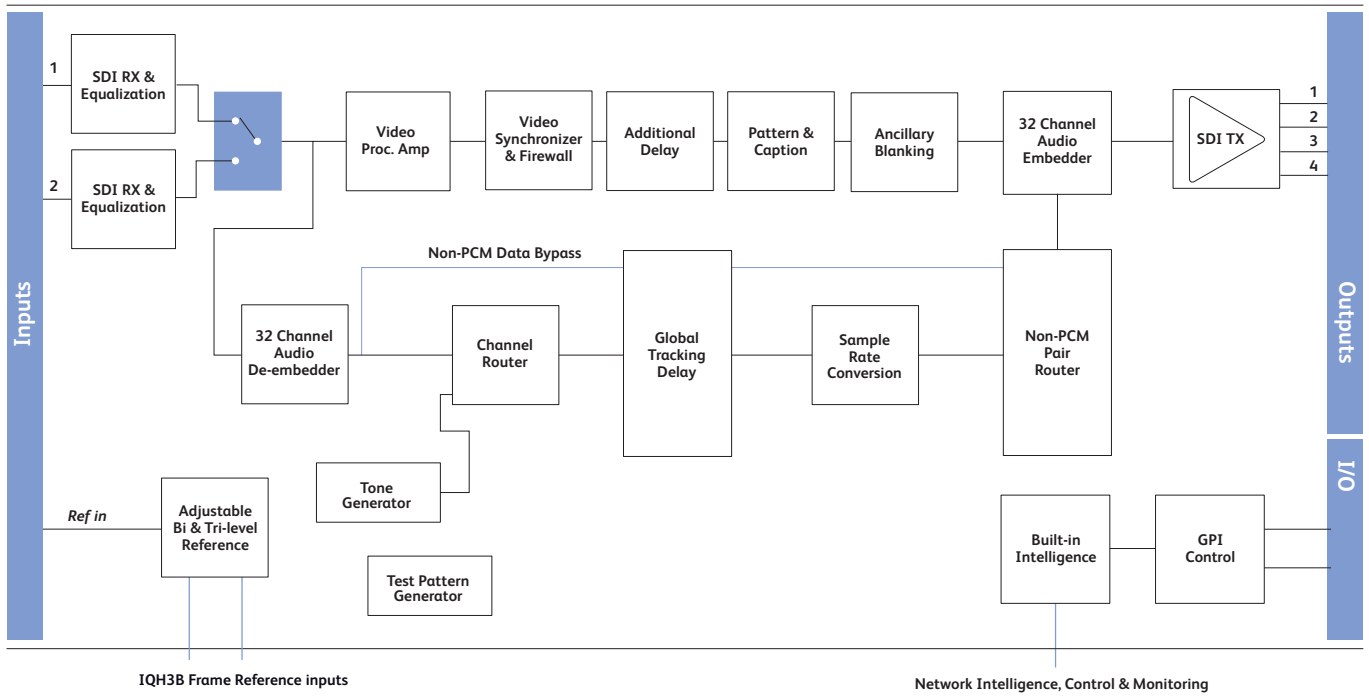 Inputs
1
SDI RX &
Equalization
2
SDI RX &
Equalization
Video
Proc. Amp
Video
Synchronizer
& Firewall
Additional
Delay
Pattern &
Caption
Ancillary
Blanking
32 Channel
Audio
Embedder
SDI TX
1
2
3
4
Outputs
Non-PCM Data Bypass
32 Channel
Audio
De-embedder
Channel
Router
Global
Tracking
Delay
Sample
Rate
Conversion
Non-PCM
Pair
Router
Tone
Generator
Ref in
Adjustable
Bi & Tri-level
Reference
Test Pattern
Generator
Built-in
Intelligence
GPI
Control
I/O
IQH3B Frame Reference inputs
Network Intelligence, Control & Monitoring